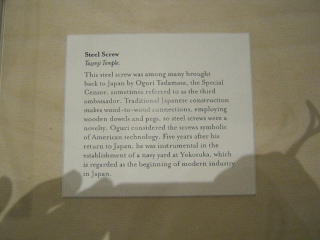 Steel Screw
Tozenji Temple.
This steel screw was among many brought
back to Japan by Oguri Tadamasa, the Special
Censor, sometimes referred to as the third
ambassador. Traditional Japanese construction
makes wood-to-wood connections, employing
wooden dowels and pegs, so steel screws were a
novelty. Oguri considered the screws symbolic
of American technology. Five years after his
return to Japan, he was instrumental in the
establishment of a navy yard at Yokosuka, which
is regarded as the beginning of modern industry
in Japan.